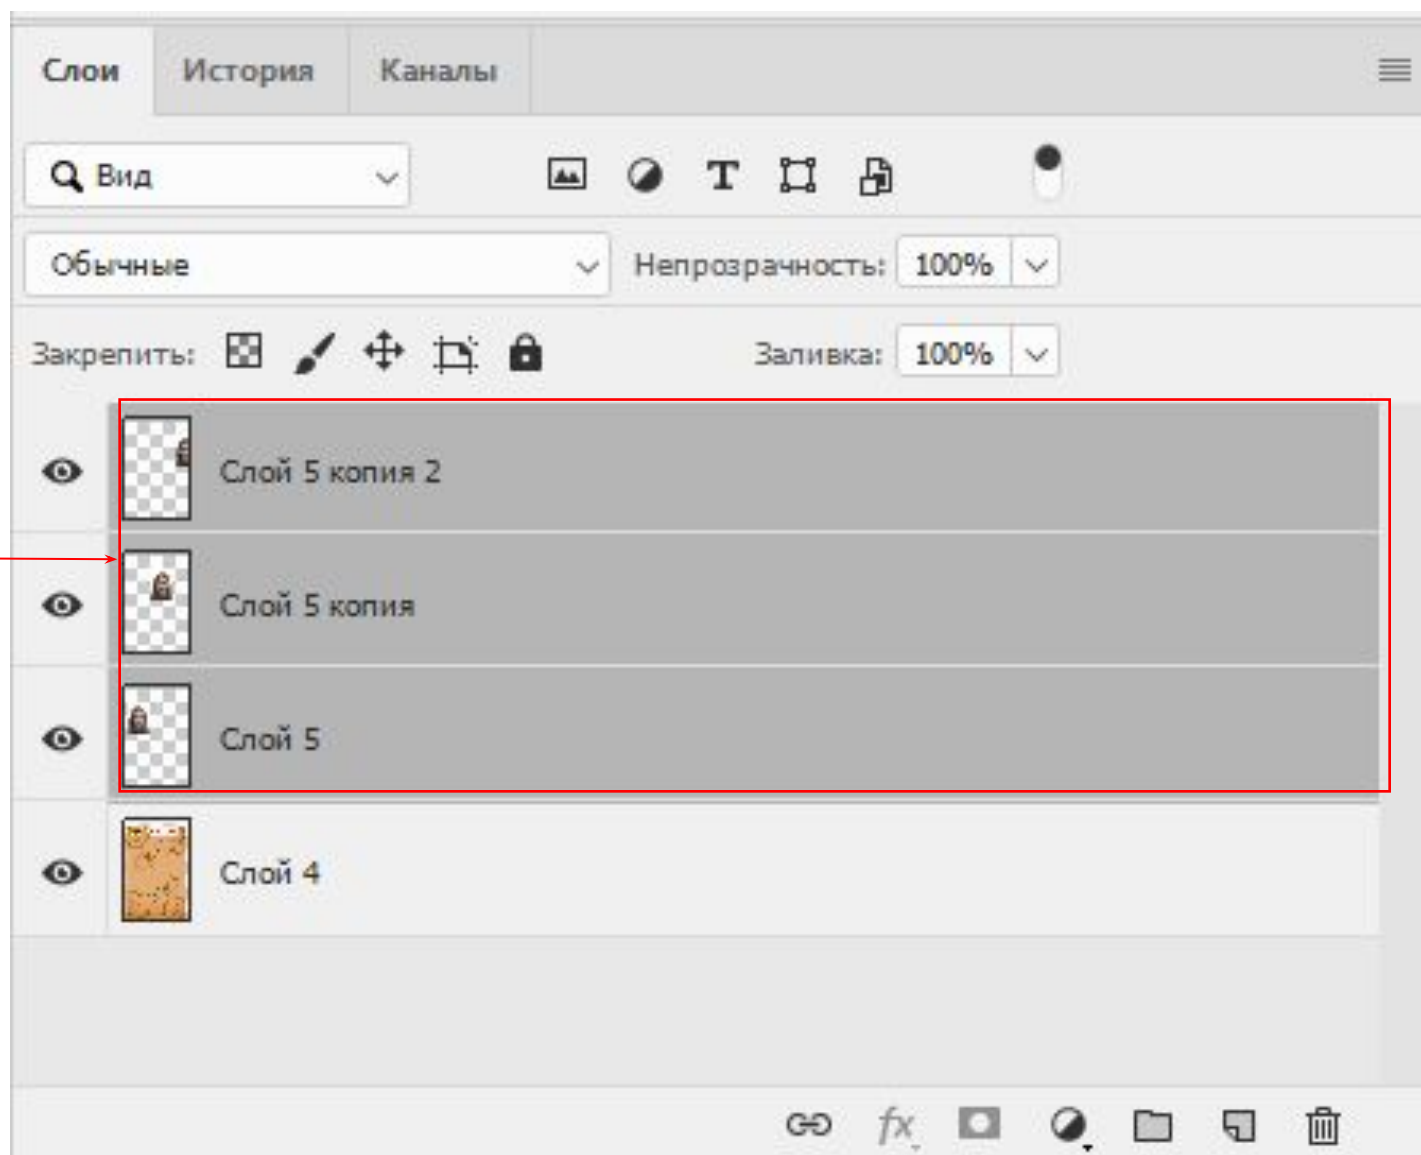 Слои История Каналы
Вид
Обычные Непрозрачность: 100%
Закрепить: Заливка: 100%
Слой 5 копия 2
Слой 5 копия
Слой 5
Слой 4
fx